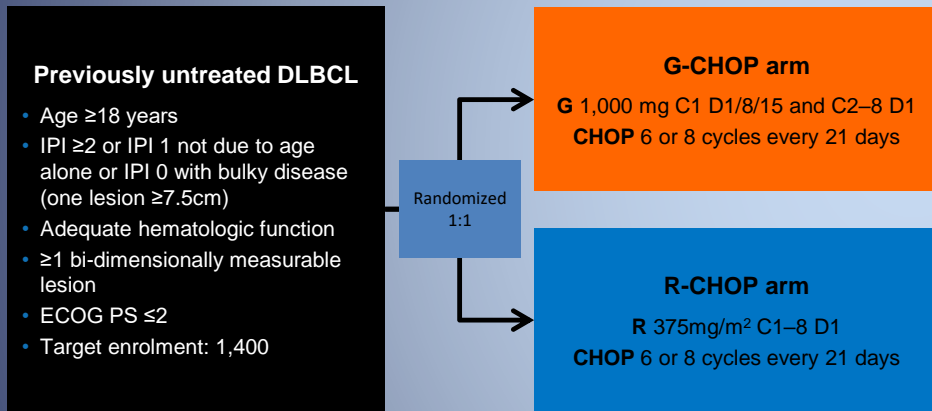 Previously untreated DLBCL
• Age ≥18 years
• IPI ≥2 or IPI 1 not due to age
alone or IPI 0 with bulky disease
(one lesion ≥7.5cm)
• Adequate hematologic function
• ≥1 bi-dimensionally measurable
lesion
• ECOG PS ≤2
• Target enrolment: 1,400
Randomized
1:1
G-CHOP arm
G 1,000 mg C1 D1/8/15 and C2–8 D1
CHOP 6 or 8 cycles every 21 days
R-CHOP arm
R 375mg/m² C1–8 D1
CHOP 6 or 8 cycles every 21 days